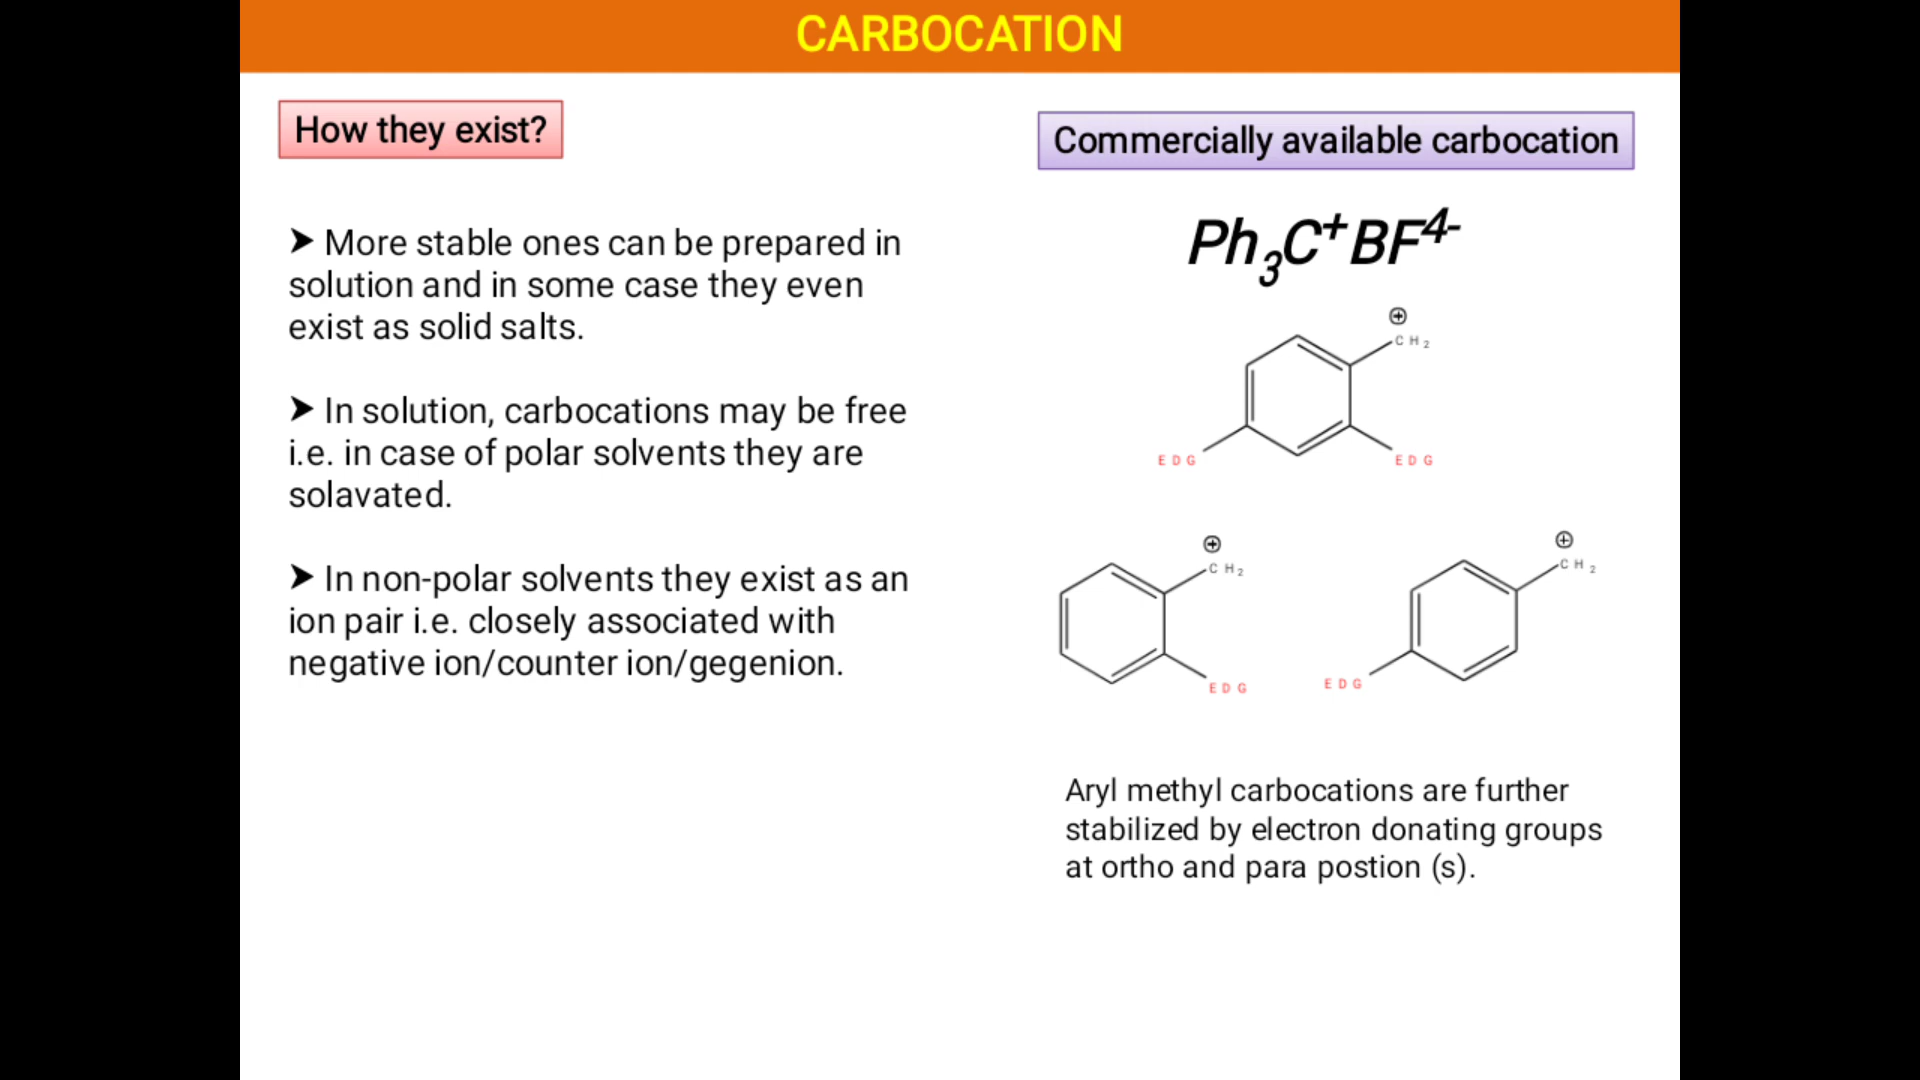 CARBOCATION
How they exist?
➤ More stable ones can be prepared in
solution and in some case they even
exist as solid salts.
➤ In solution, carbocations may be free
i.e. in case of polar solvents they are
solavated.
➤ In non-polar solvents they exist as an
ion pair i.e. closely associated with
negative ion/counter ion/gegenion.
Commercially available carbocation
Ph₃C⁺BF⁴⁻
⊕
CH₂
EDG
EDG
⊕
CH₂
EDG
⊕
CH₂
EDG
Aryl methyl carbocations are further
stabilized by electron donating groups
at ortho and para postion (s).